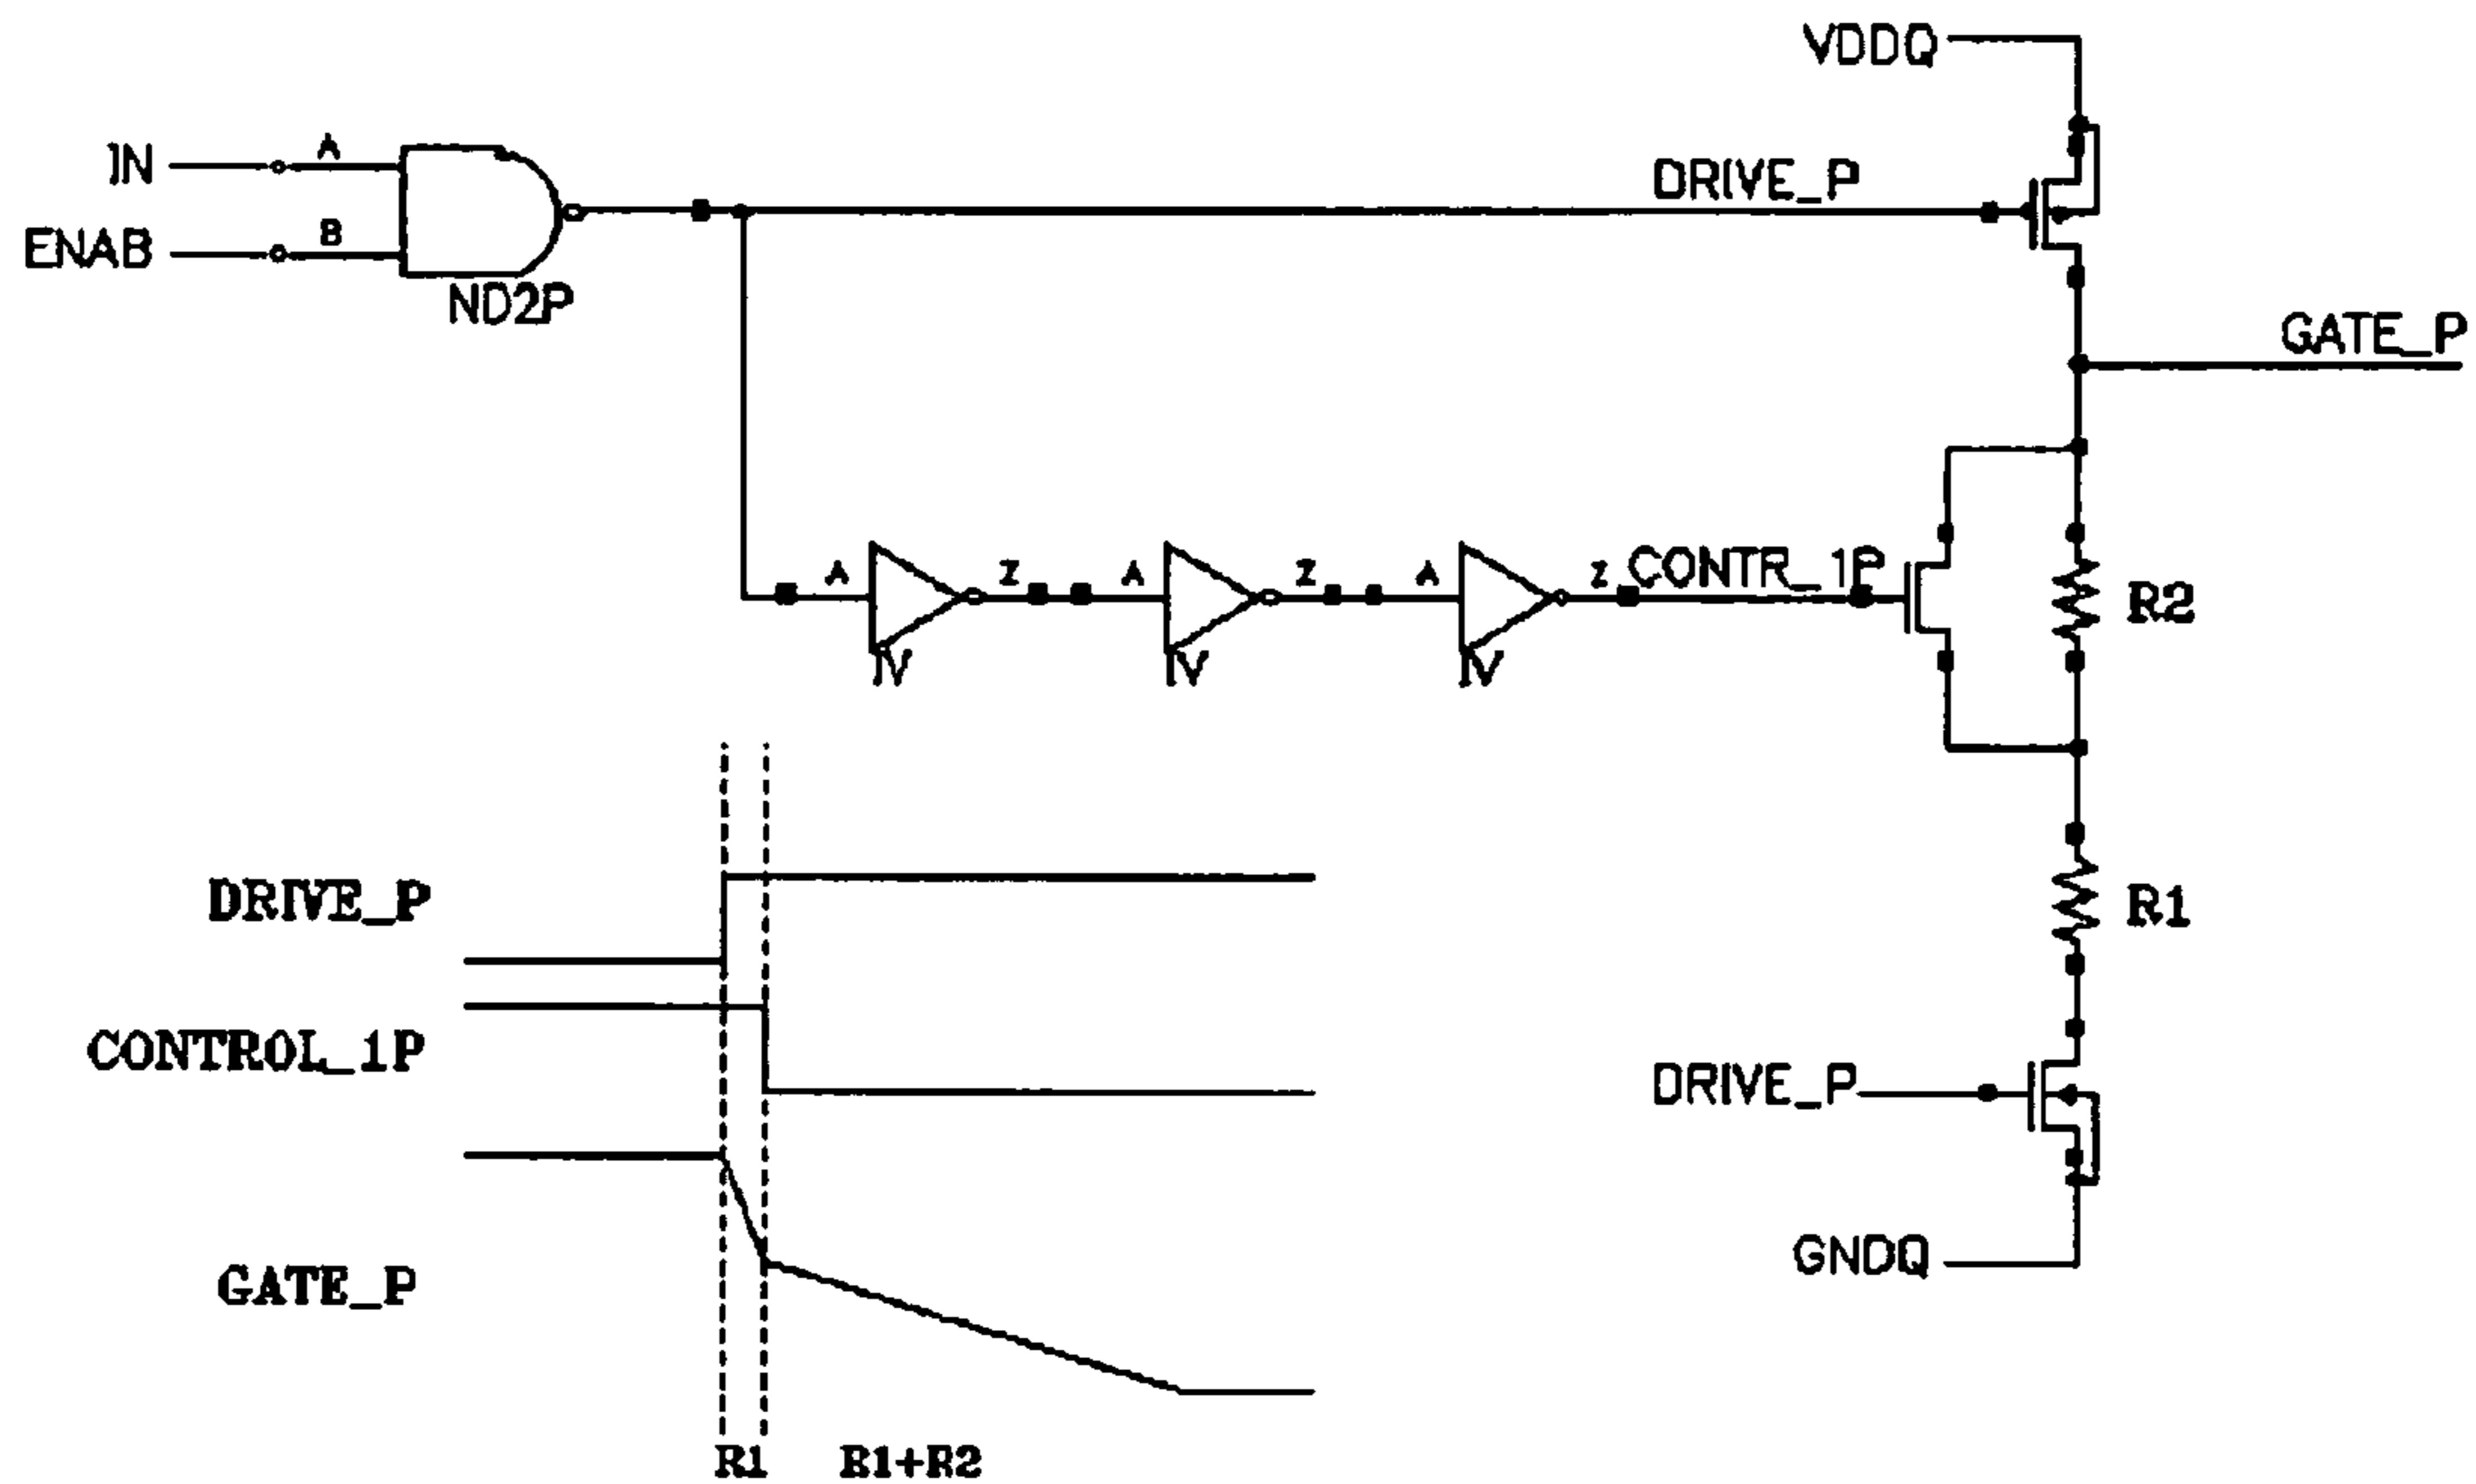 VDDQ
IN
A
DRIVE_P
ENAB
B
ND2P
GATE_P
A
Z
A
Z
A
Z
CONTR_1P
R2
IV
IV
IV
DRIVE_P
R1
CONTROL_1P
DRIVE_P
GATE_P
GNDQ
R1
R1+R2